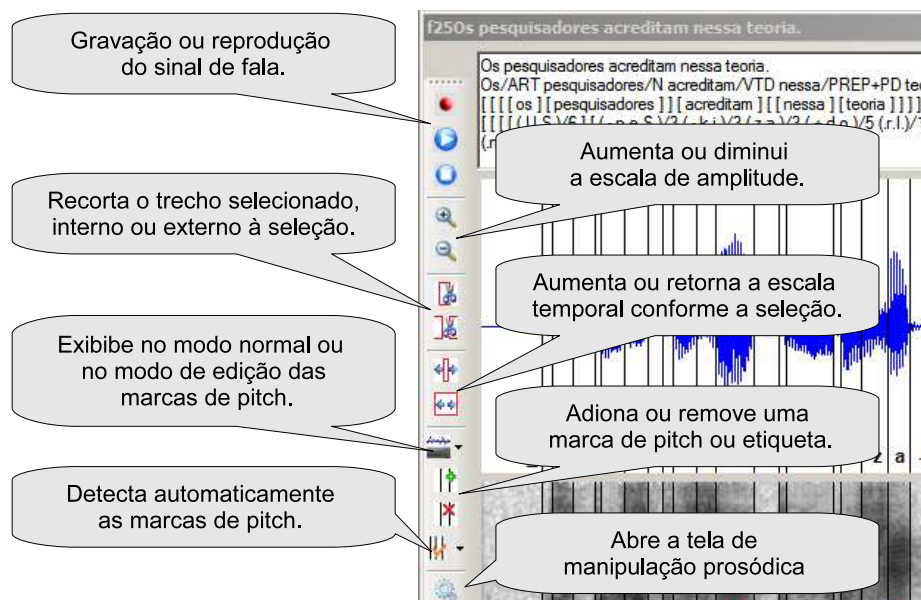 f250s pesquisadores acreditam nessa teoria.
Os pesquisadores acreditam nessa teoria.
Os/ART pesquisadores/N acreditam/VTD nessa/PREP+PD teo
[ [ [ [ os ] [ pesquisadores ] ] [ acreditam ] [ [ nessa ] [ teoria ] ] ] ]
Gravação ou reprodução
do sinal de fala.
Aumenta ou diminui
a escala de amplitude.
Recorta o trecho selecionado,
interno ou externo à seleção.
Aumenta ou retorna a escala
temporal conforme a seleção.
Exibibe no modo normal ou
no modo de edição das
marcas de pitch.
Adiona ou remove uma
marca de pitch ou etiqueta.
z a
Detecta automaticamente
as marcas de pitch.
Abre a tela de
manipulação prosódica